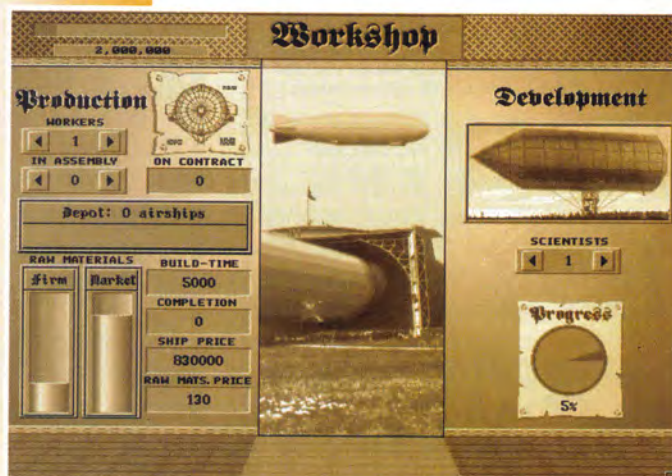 Workshop
2,000,000
Production
WORKERS
1
IN ASSEMBLY
0
ON CONTRACT
0
Depot: 0 airships
RAW MATERIALS
Firm
Market
BUILD-TIME
5000
COMPLETION
0
SHIP PRICE
830000
RAW MATS. PRICE
130
Development
SCIENTISTS
1
Progress
5%